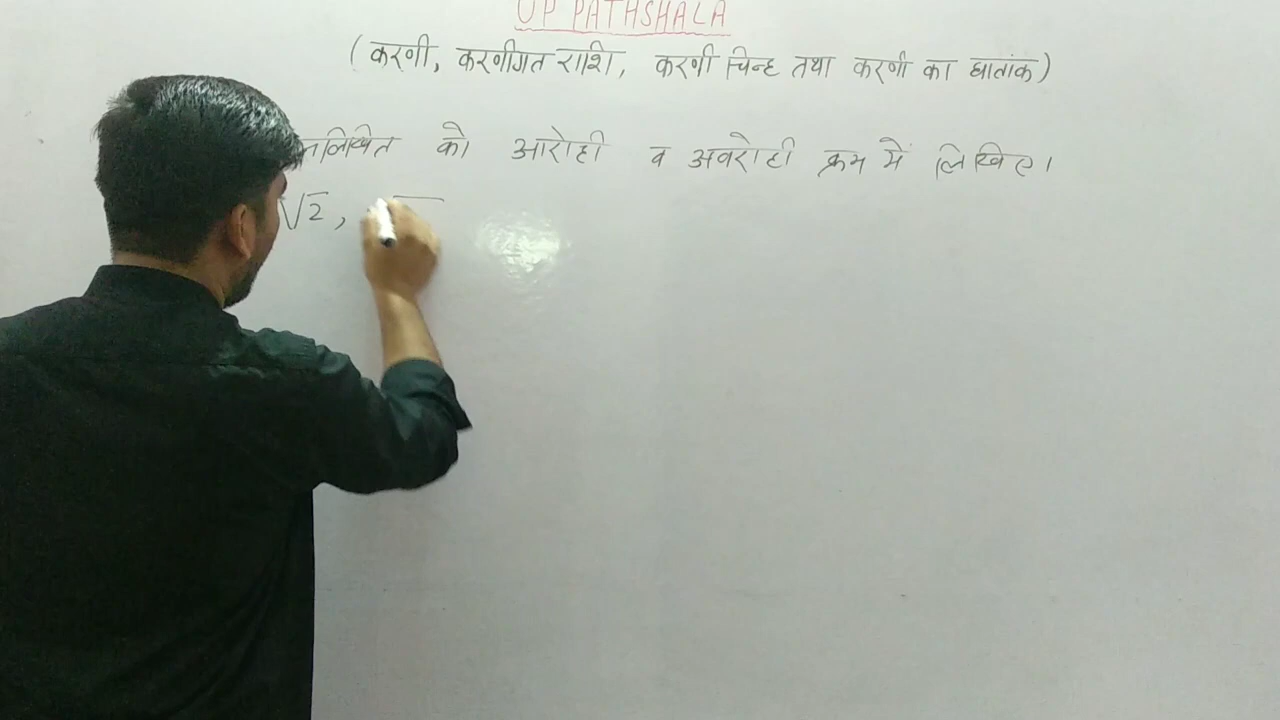 UP PATHSHALA
(करणी, करणीगत राशि, करणी चिन्ह तथा करणी का घातांक)
को आरोही व अवरोही क्रम में लिखिए।
√2,